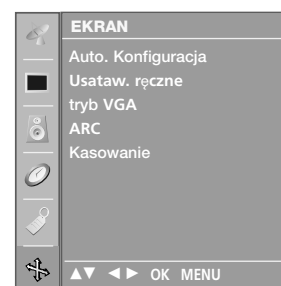 EKRAN
Auto. Konfiguracja
Usataw. ręczne
tryb VGA
ARC
Kasowanie
▲▼ ◄► OK MENU